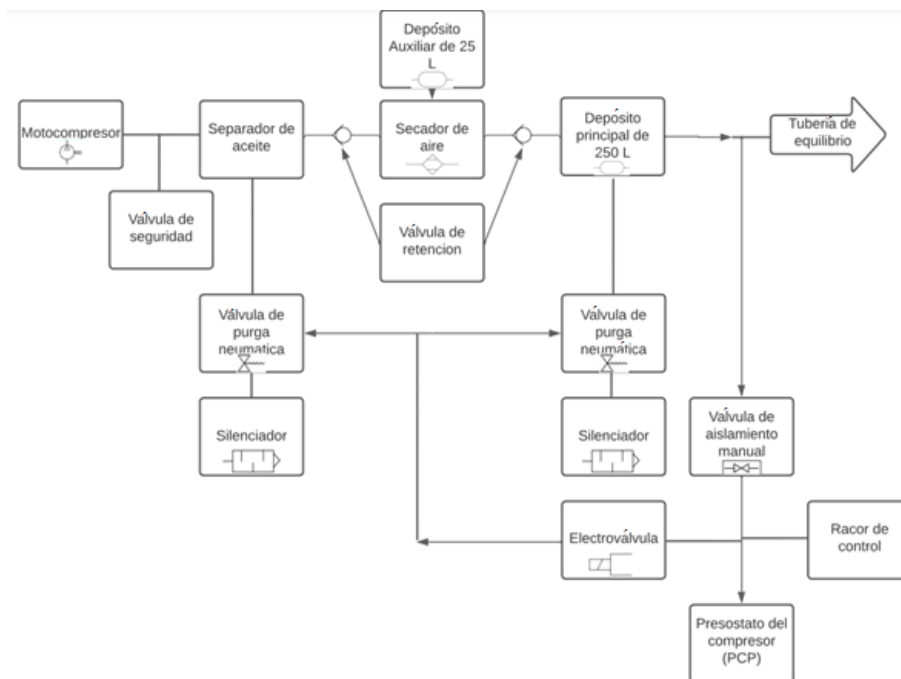 Depósito
Auxiliar de 25
L
Motocompresor
Separador de
aceite
Secador de
aire
Depósito
principal de
250 L
Tubería de
equilibrio
Valvula de
seguridad
Válvula de
retencion
Válvula de
purga
neumatica
Válvula de
purga
neumática
Silenciador
Silenciador
Valvula de
aislamiento
manual
Electroválvula
Racor de
control
Presostato del
compresor
(PCP)